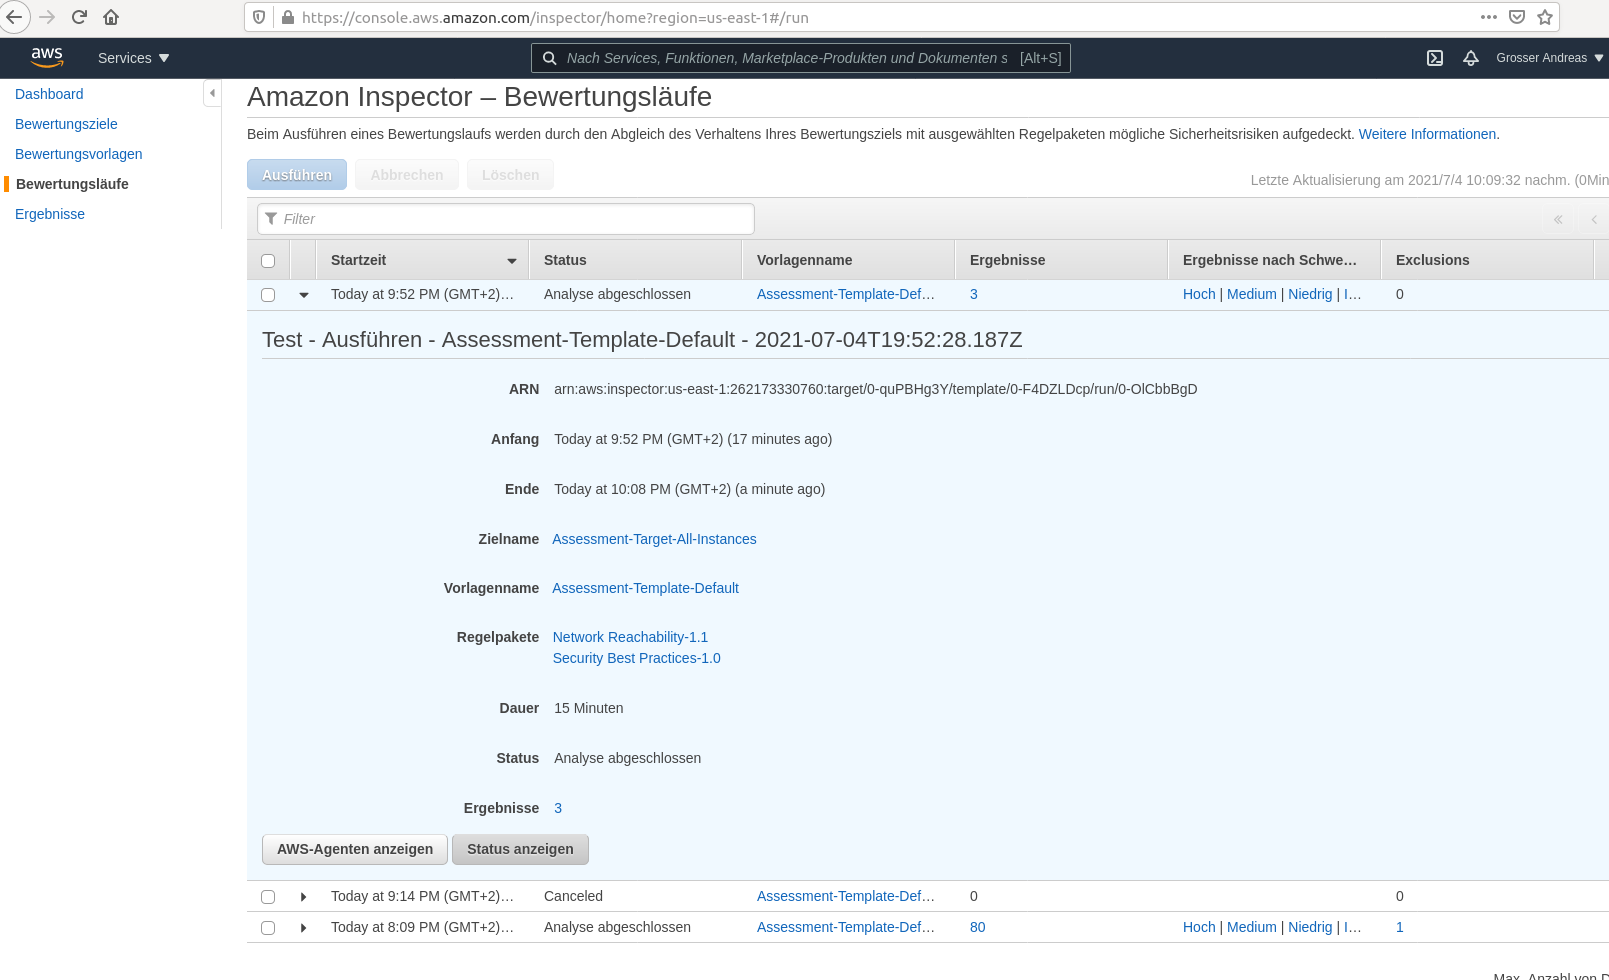 https://console.aws.amazon.com/inspector/home?region=us-east-1#/run
aws
Services
Nach Services, Funktionen, Marketplace-Produkten und Dokumenten s
[Alt+S]
Grosser Andreas
Dashboard
Bewertungsziele
Bewertungsvorlagen
Bewertungsläufe
Ergebnisse
Amazon Inspector – Bewertungsläufe
Beim Ausführen eines Bewertungslaufs werden durch den Abgleich des Verhaltens Ihres Bewertungsziels mit ausgewählten Regelpaketen mögliche Sicherheitsrisiken aufgedeckt. Weitere Informationen.
Ausführen Abbrechen Löschen
Letzte Aktualisierung am 2021/7/4 10:09:32 nachm. (0Min
Filter
« ‹
Startzeit Status Vorlagenname Ergebnisse Ergebnisse nach Schwe… Exclusions
Today at 9:52 PM (GMT+2)… Analyse abgeschlossen Assessment-Template-Def… 3 Hoch | Medium | Niedrig | I… 0
Test - Ausführen - Assessment-Template-Default - 2021-07-04T19:52:28.187Z
ARN arn:aws:inspector:us-east-1:262173330760:target/0-quPBHg3Y/template/0-F4DZLDcp/run/0-OlCbbBgD
Anfang Today at 9:52 PM (GMT+2) (17 minutes ago)
Ende Today at 10:08 PM (GMT+2) (a minute ago)
Zielname Assessment-Target-All-Instances
Vorlagenname Assessment-Template-Default
Regelpakete Network Reachability-1.1
Security Best Practices-1.0
Dauer 15 Minuten
Status Analyse abgeschlossen
Ergebnisse 3
AWS-Agenten anzeigen Status anzeigen
Today at 9:14 PM (GMT+2)… Canceled Assessment-Template-Def… 0 0
Today at 8:09 PM (GMT+2)… Analyse abgeschlossen Assessment-Template-Def… 80 Hoch | Medium | Niedrig | I… 1
Max. Anzahl von D